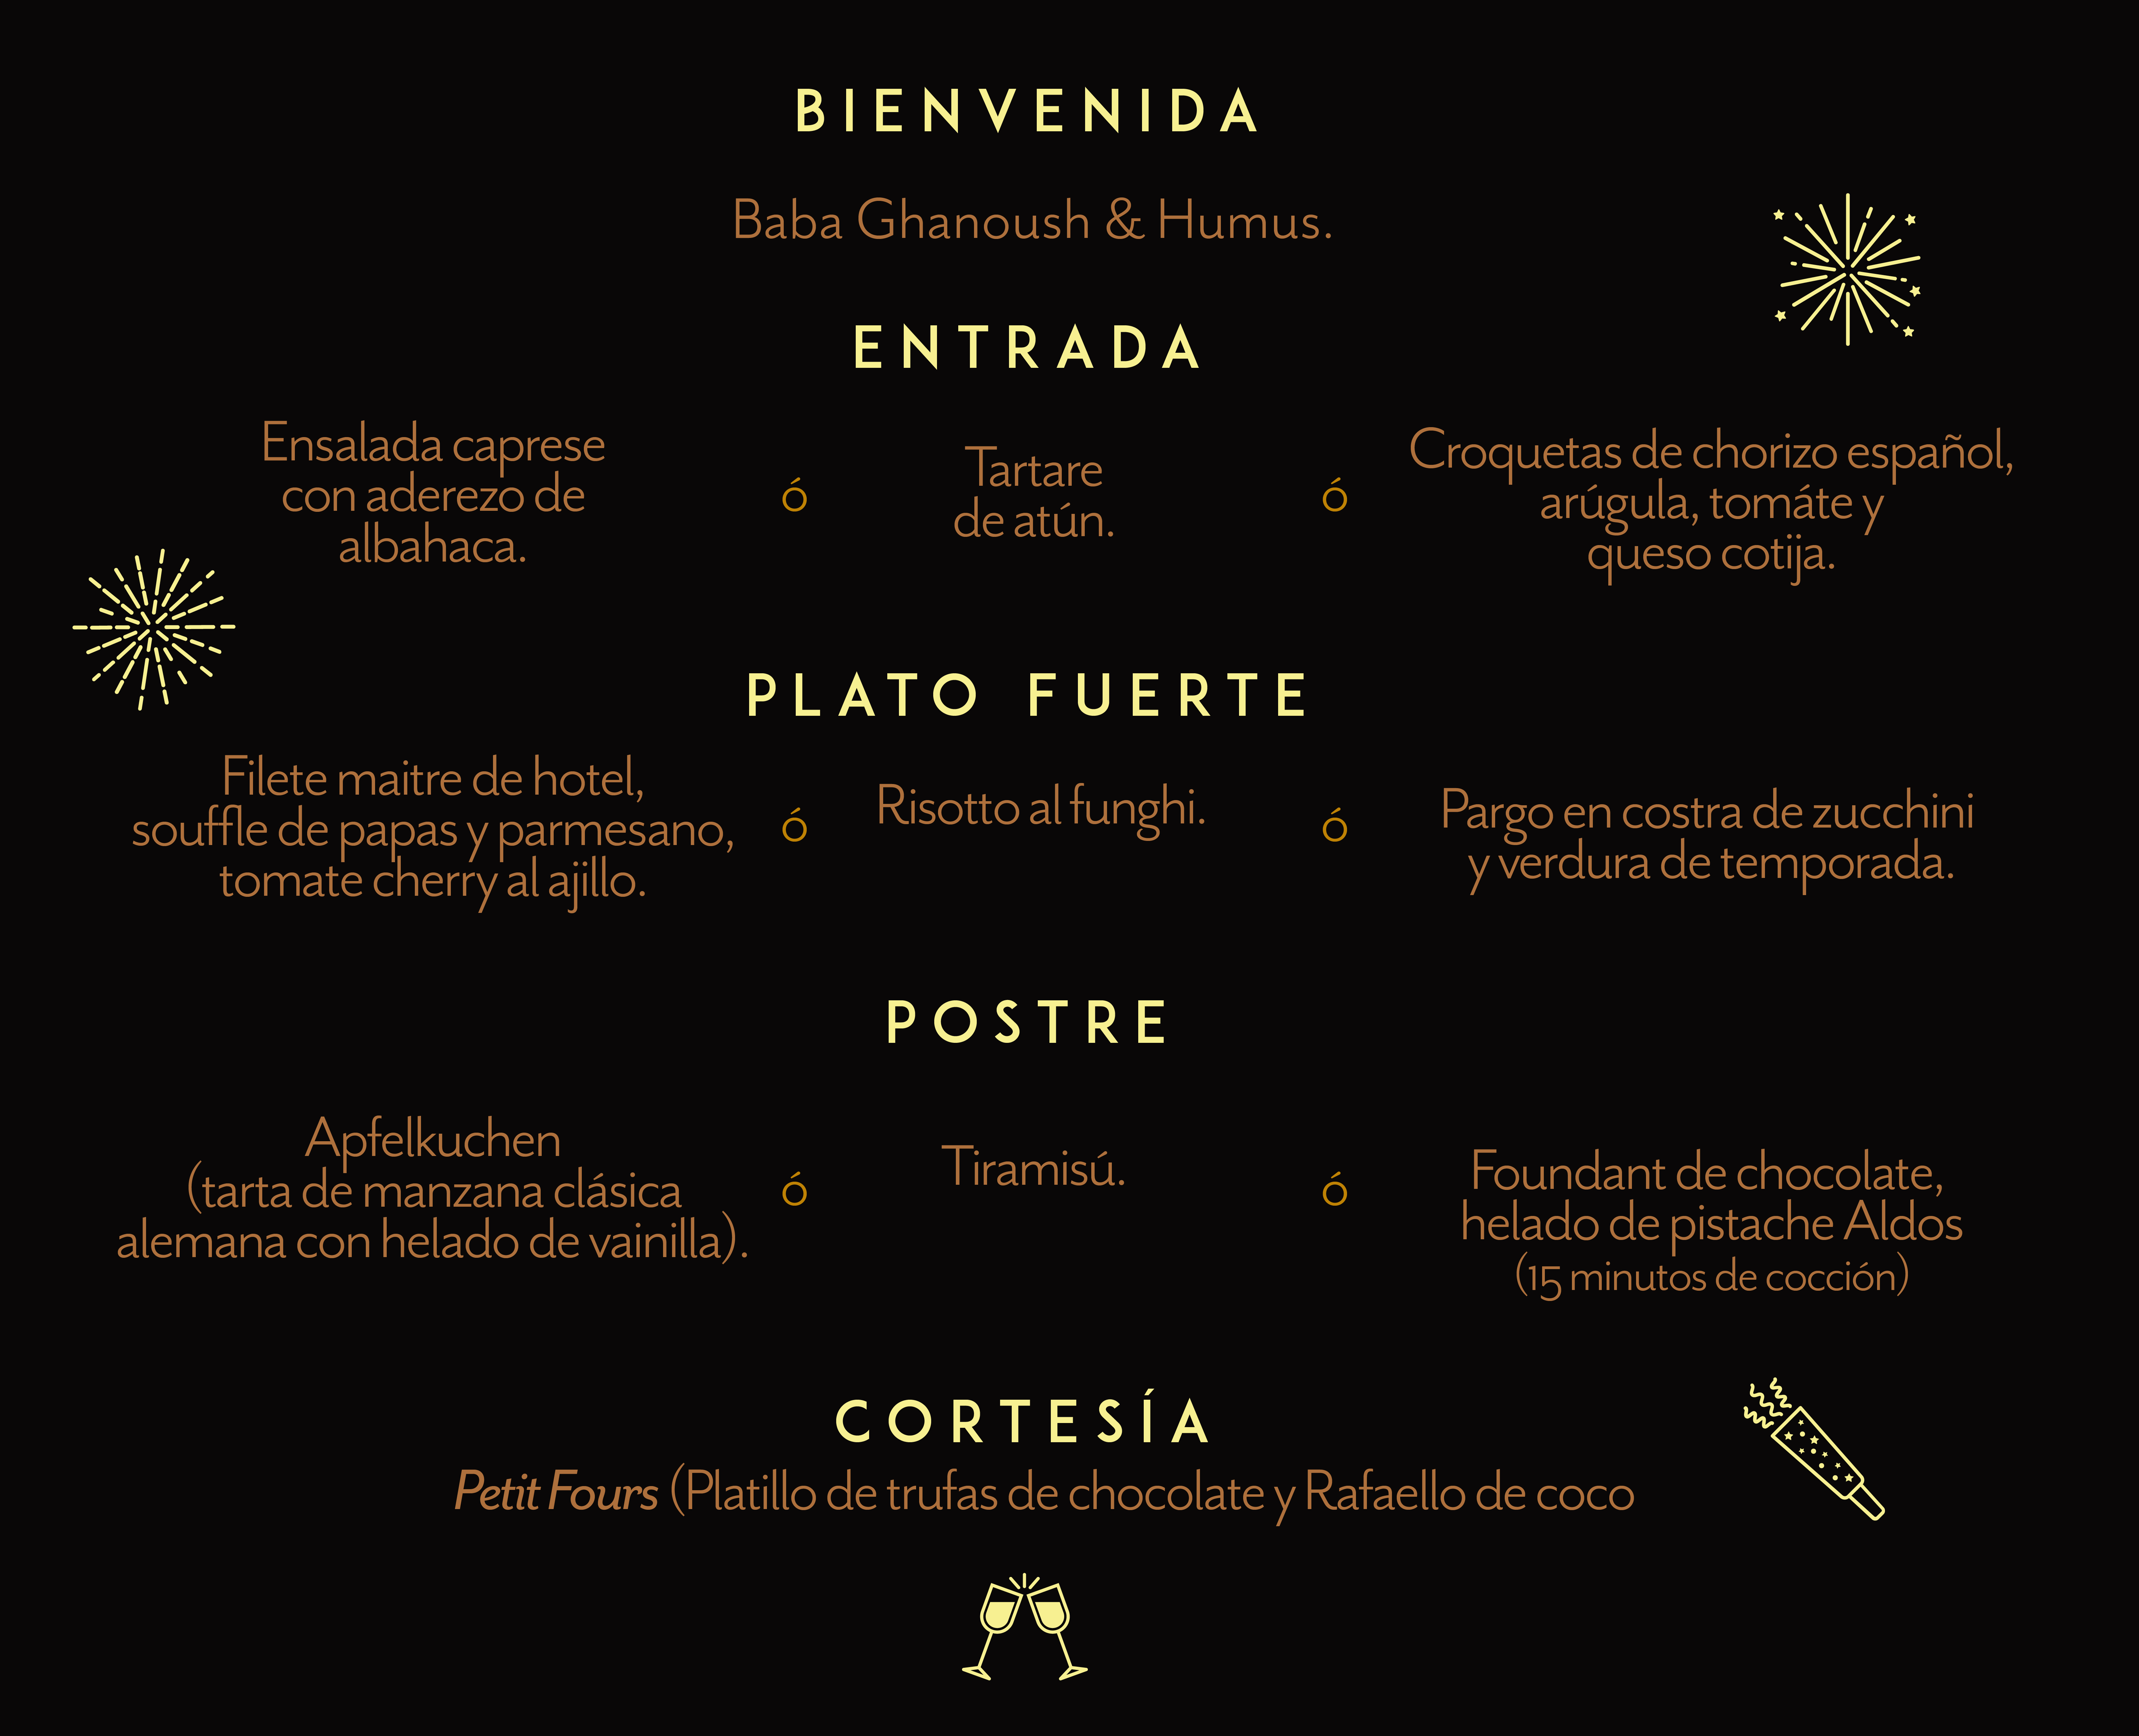 BIENVENIDA
Baba Ghanoush & Humus.
ENTRADA
Ensalada caprese
con aderezo de
albahaca.
ó
Tartare
de atún.
ó
Croquetas de chorizo español,
arúgula, tomáte y
queso cotija.
PLATO FUERTE
Filete maitre de hotel,
souffle de papas y parmesano,
tomate cherry al ajillo.
ó
Risotto al funghi.
ó
Pargo en costra de zucchini
y verdura de temporada.
POSTRE
Apfelkuchen
(tarta de manzana clásica
alemana con helado de vainilla).
ó
Tiramisú.
ó
Foundant de chocolate,
helado de pistache Aldos
(15 minutos de cocción)
CORTESÍA
Petit Fours (Platillo de trufas de chocolate y Rafaello de coco